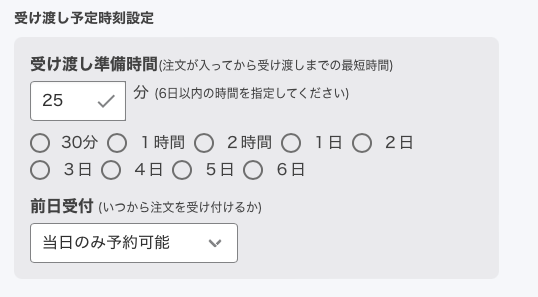 受け渡し予定時刻設定
受け渡し準備時間(注文が入ってから受け渡しまでの最短時間)
25 分 (6日以内の時間を指定してください)
30分 1時間 2時間 1日 2日
3日 4日 5日 6日
前日受付 (いつから注文を受け付けるか)
当日のみ予約可能